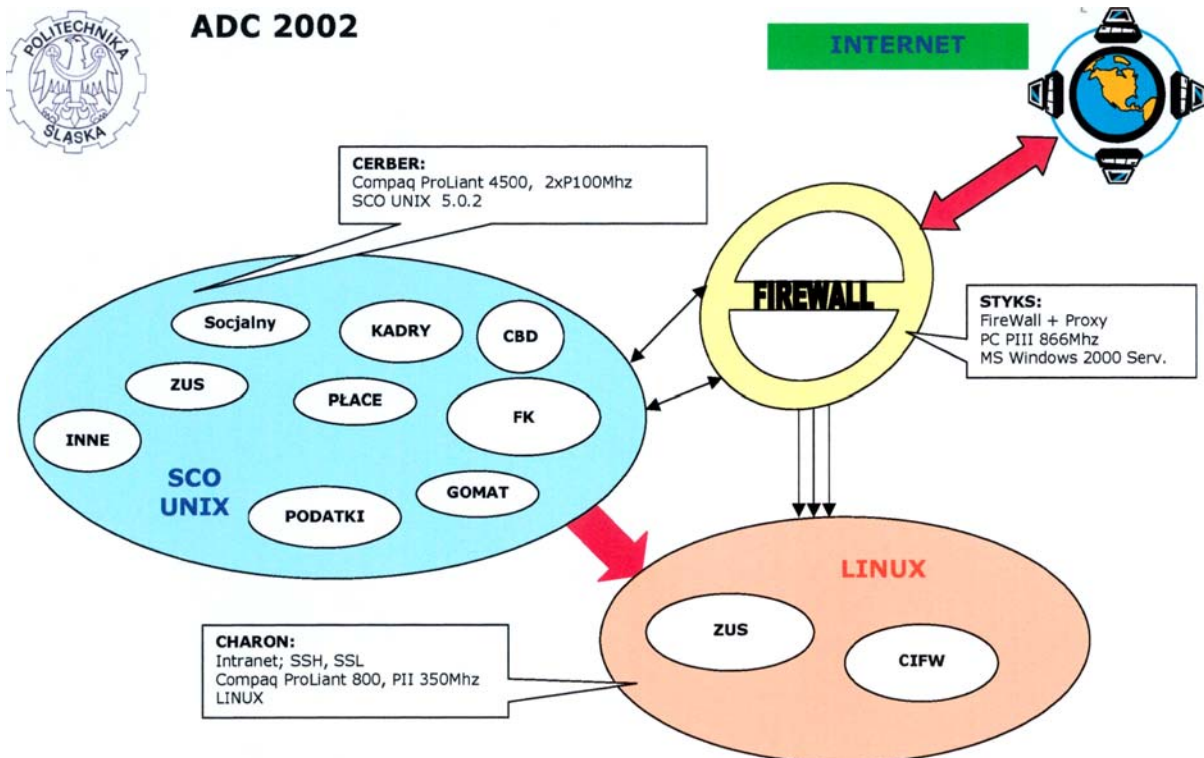 POLITECHNIKA
ŚLĄSKA
ADC 2002
INTERNET
CERBER:
Compaq ProLiant 4500, 2xP100Mhz
SCO UNIX 5.0.2
FIREWALL
STYKS:
FireWall + Proxy
PC PIII 866Mhz
MS Windows 2000 Serv.
Socjalny
KADRY
CBD
ZUS
PŁACE
FK
INNE
SCO
UNIX
GOMAT
PODATKI
LINUX
ZUS
CIFW
CHARON:
Intranet; SSH, SSL
Compaq ProLiant 800, PII 350Mhz
LINUX